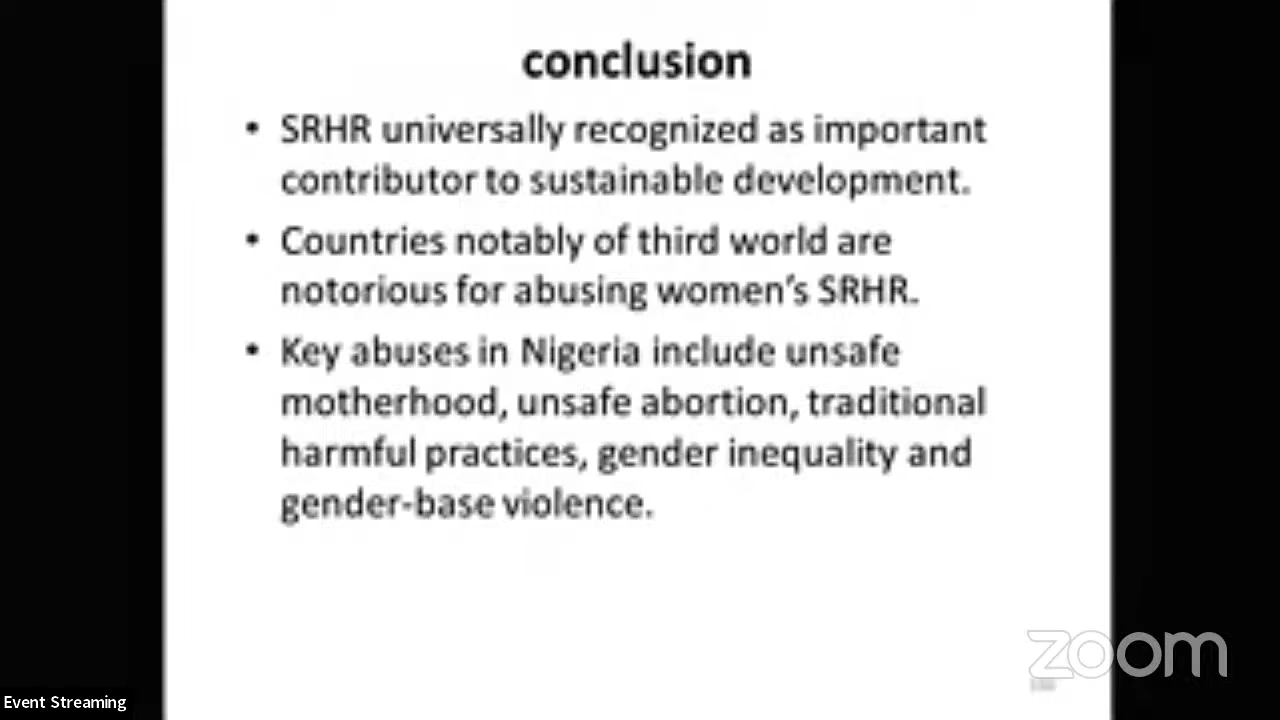 conclusion
• SRHR universally recognized as important
contributor to sustainable development.
• Countries notably of third world are
notorious for abusing women's SRHR.
• Key abuses in Nigeria include unsafe
motherhood, unsafe abortion, traditional
harmful practices, gender inequality and
gender-base violence.
zoom
Event Streaming